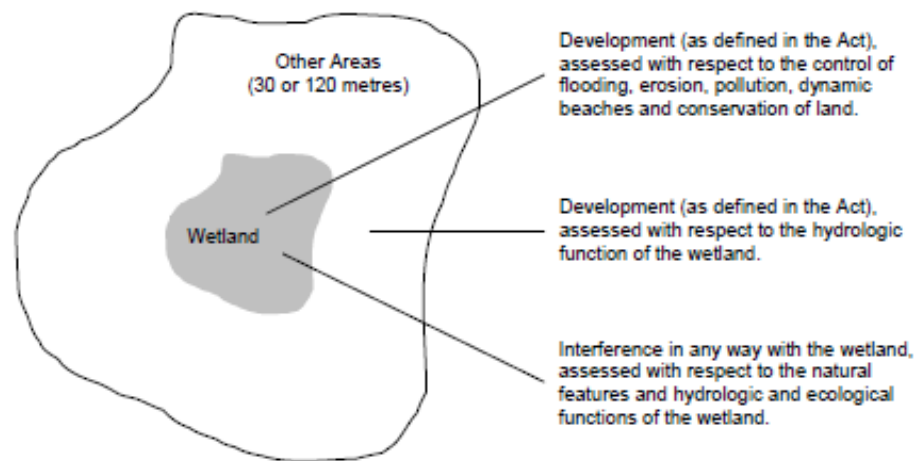 Other Areas
(30 or 120 metres)
Wetland
Development (as defined in the Act),
assessed with respect to the control of
flooding, erosion, pollution, dynamic
beaches and conservation of land.
Development (as defined in the Act),
assessed with respect to the hydrologic
function of the wetland.
Interference in any way with the wetland,
assessed with respect to the natural
features and hydrologic and ecological
functions of the wetland.